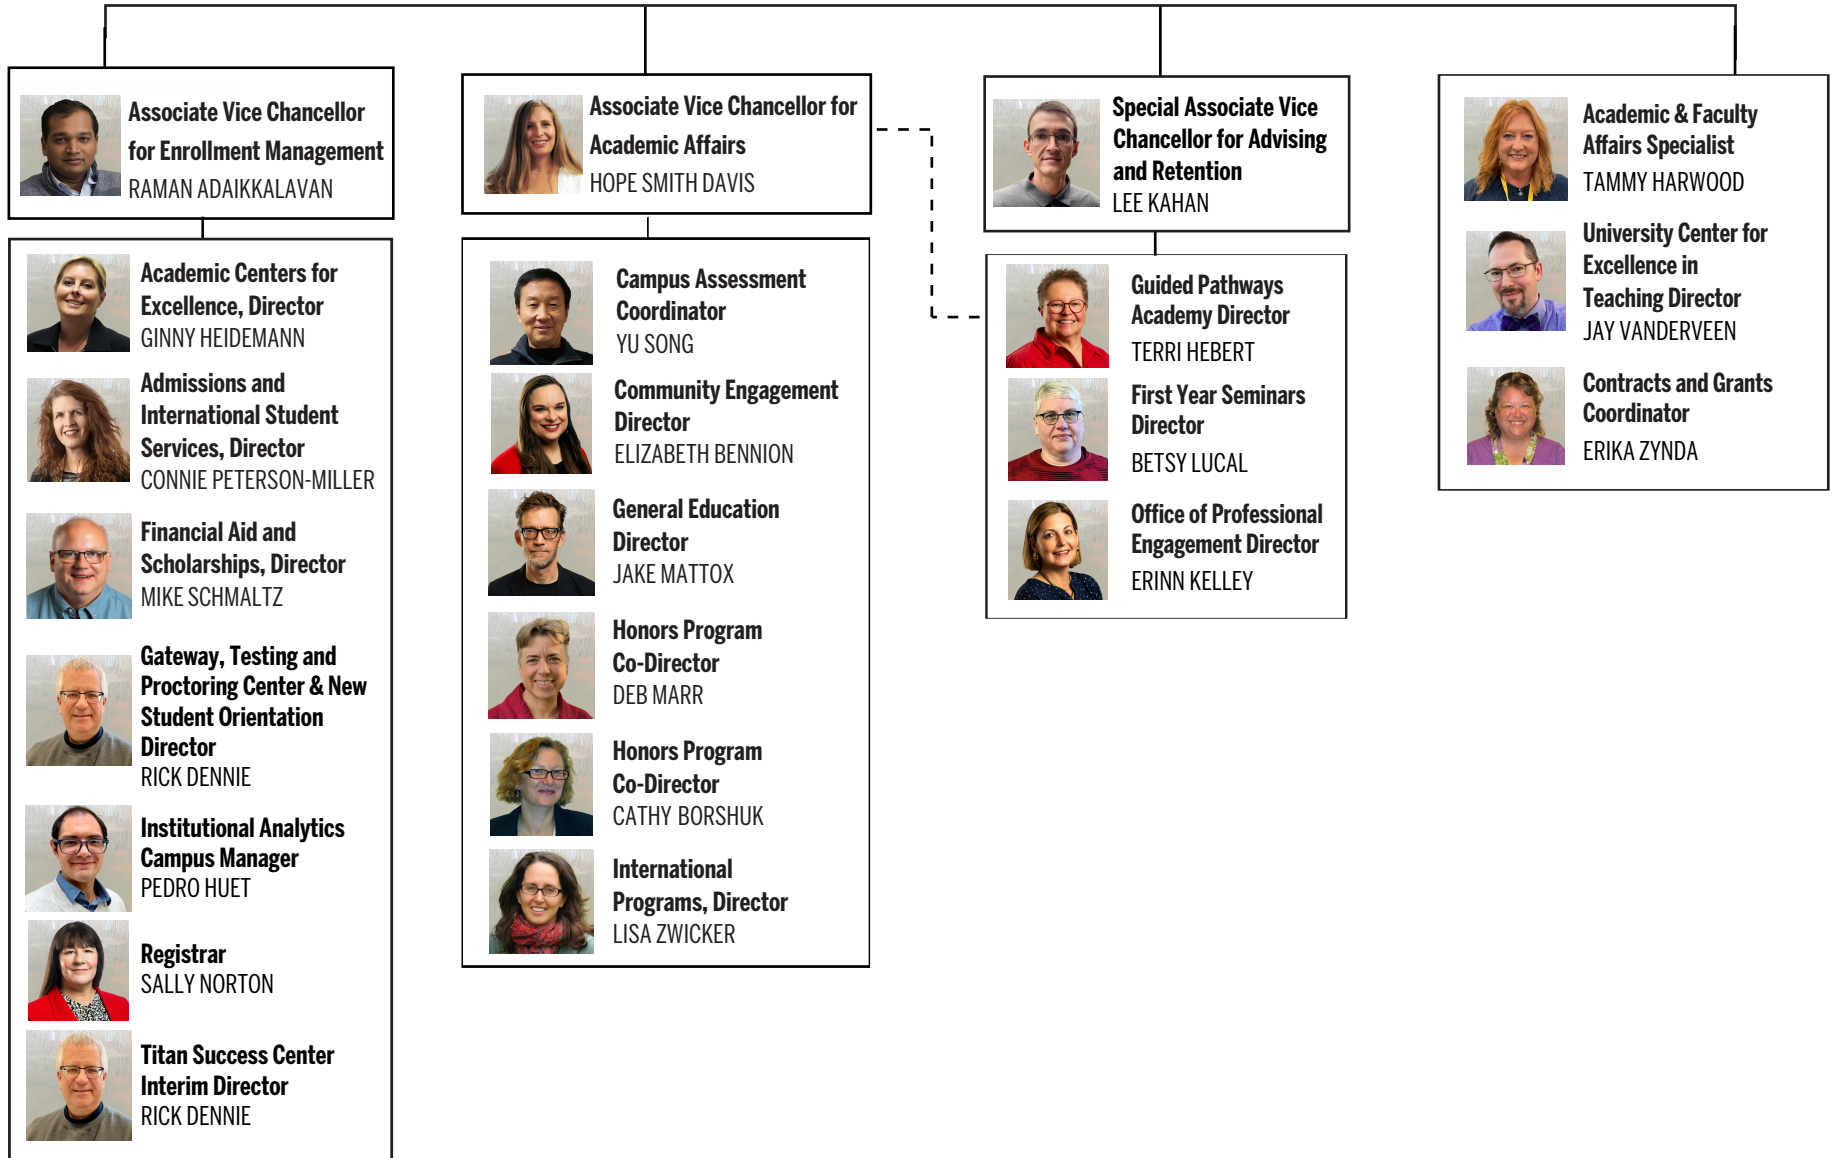 Associate Vice Chancellor
for Enrollment Management
RAMAN ADAIKKALAVAN
Academic Centers for
Excellence, Director
GINNY HEIDEMANN
Admissions and
International Student
Services, Director
CONNIE PETERSON-MILLER
Financial Aid and
Scholarships, Director
MIKE SCHMALTZ
Gateway, Testing and
Proctoring Center & New
Student Orientation
Director
RICK DENNIE
Institutional Analytics
Campus Manager
PEDRO HUET
Registrar
SALLY NORTON
Titan Success Center
Interim Director
RICK DENNIE
Associate Vice Chancellor for
Academic Affairs
HOPE SMITH DAVIS
Campus Assessment
Coordinator
YU SONG
Community Engagement
Director
ELIZABETH BENNION
General Education
Director
JAKE MATTOX
Honors Program
Co-Director
DEB MARR
Honors Program
Co-Director
CATHY BORSHUK
International
Programs, Director
LISA ZWICKER
Special Associate Vice
Chancellor for Advising
and Retention
LEE KAHAN
Guided Pathways
Academy Director
TERRI HEBERT
First Year Seminars
Director
BETSY LUCAL
Office of Professional
Engagement Director
ERINN KELLEY
Academic & Faculty
Affairs Specialist
TAMMY HARWOOD
University Center for
Excellence in
Teaching Director
JAY VANDERVEEN
Contracts and Grants
Coordinator
ERIKA ZYNDA